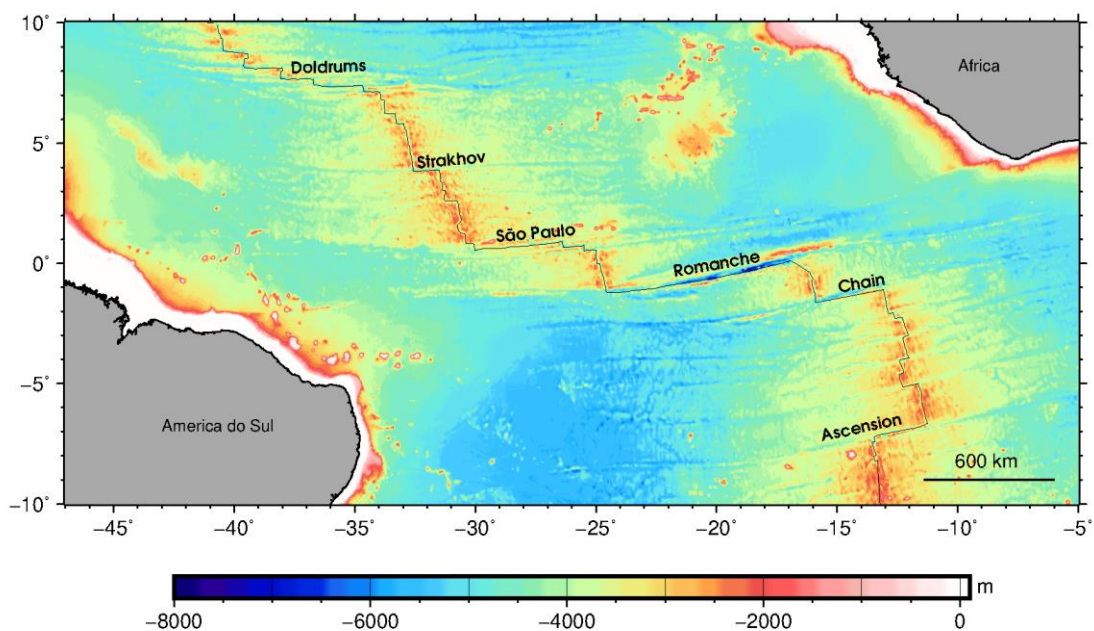 10˚
5˚
0˚
−5˚
−10˚
Doldrums
Africa
Strakhov
São Paulo
Romanche
Chain
America do Sul
Ascension
600 km
−45˚ −40˚ −35˚ −30˚ −25˚ −20˚ −15˚ −10˚ −5˚
m
−8000 −6000 −4000 −2000 0